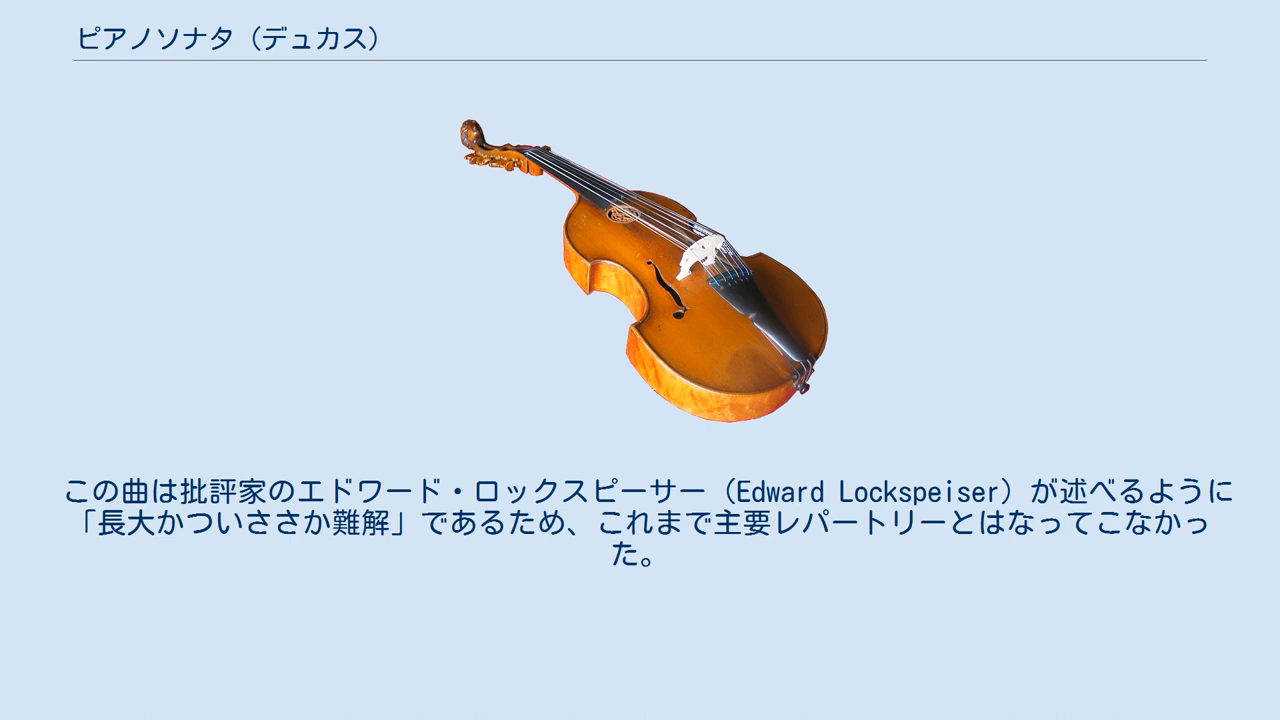 ピアノソナタ（デュカス）
この曲は批評家のエドワード・ロックスピーサー（Edward Lockspeiser）が述べるように
「長大かついささか難解」であるため、これまで主要レパートリーとはなってこなかっ
た。